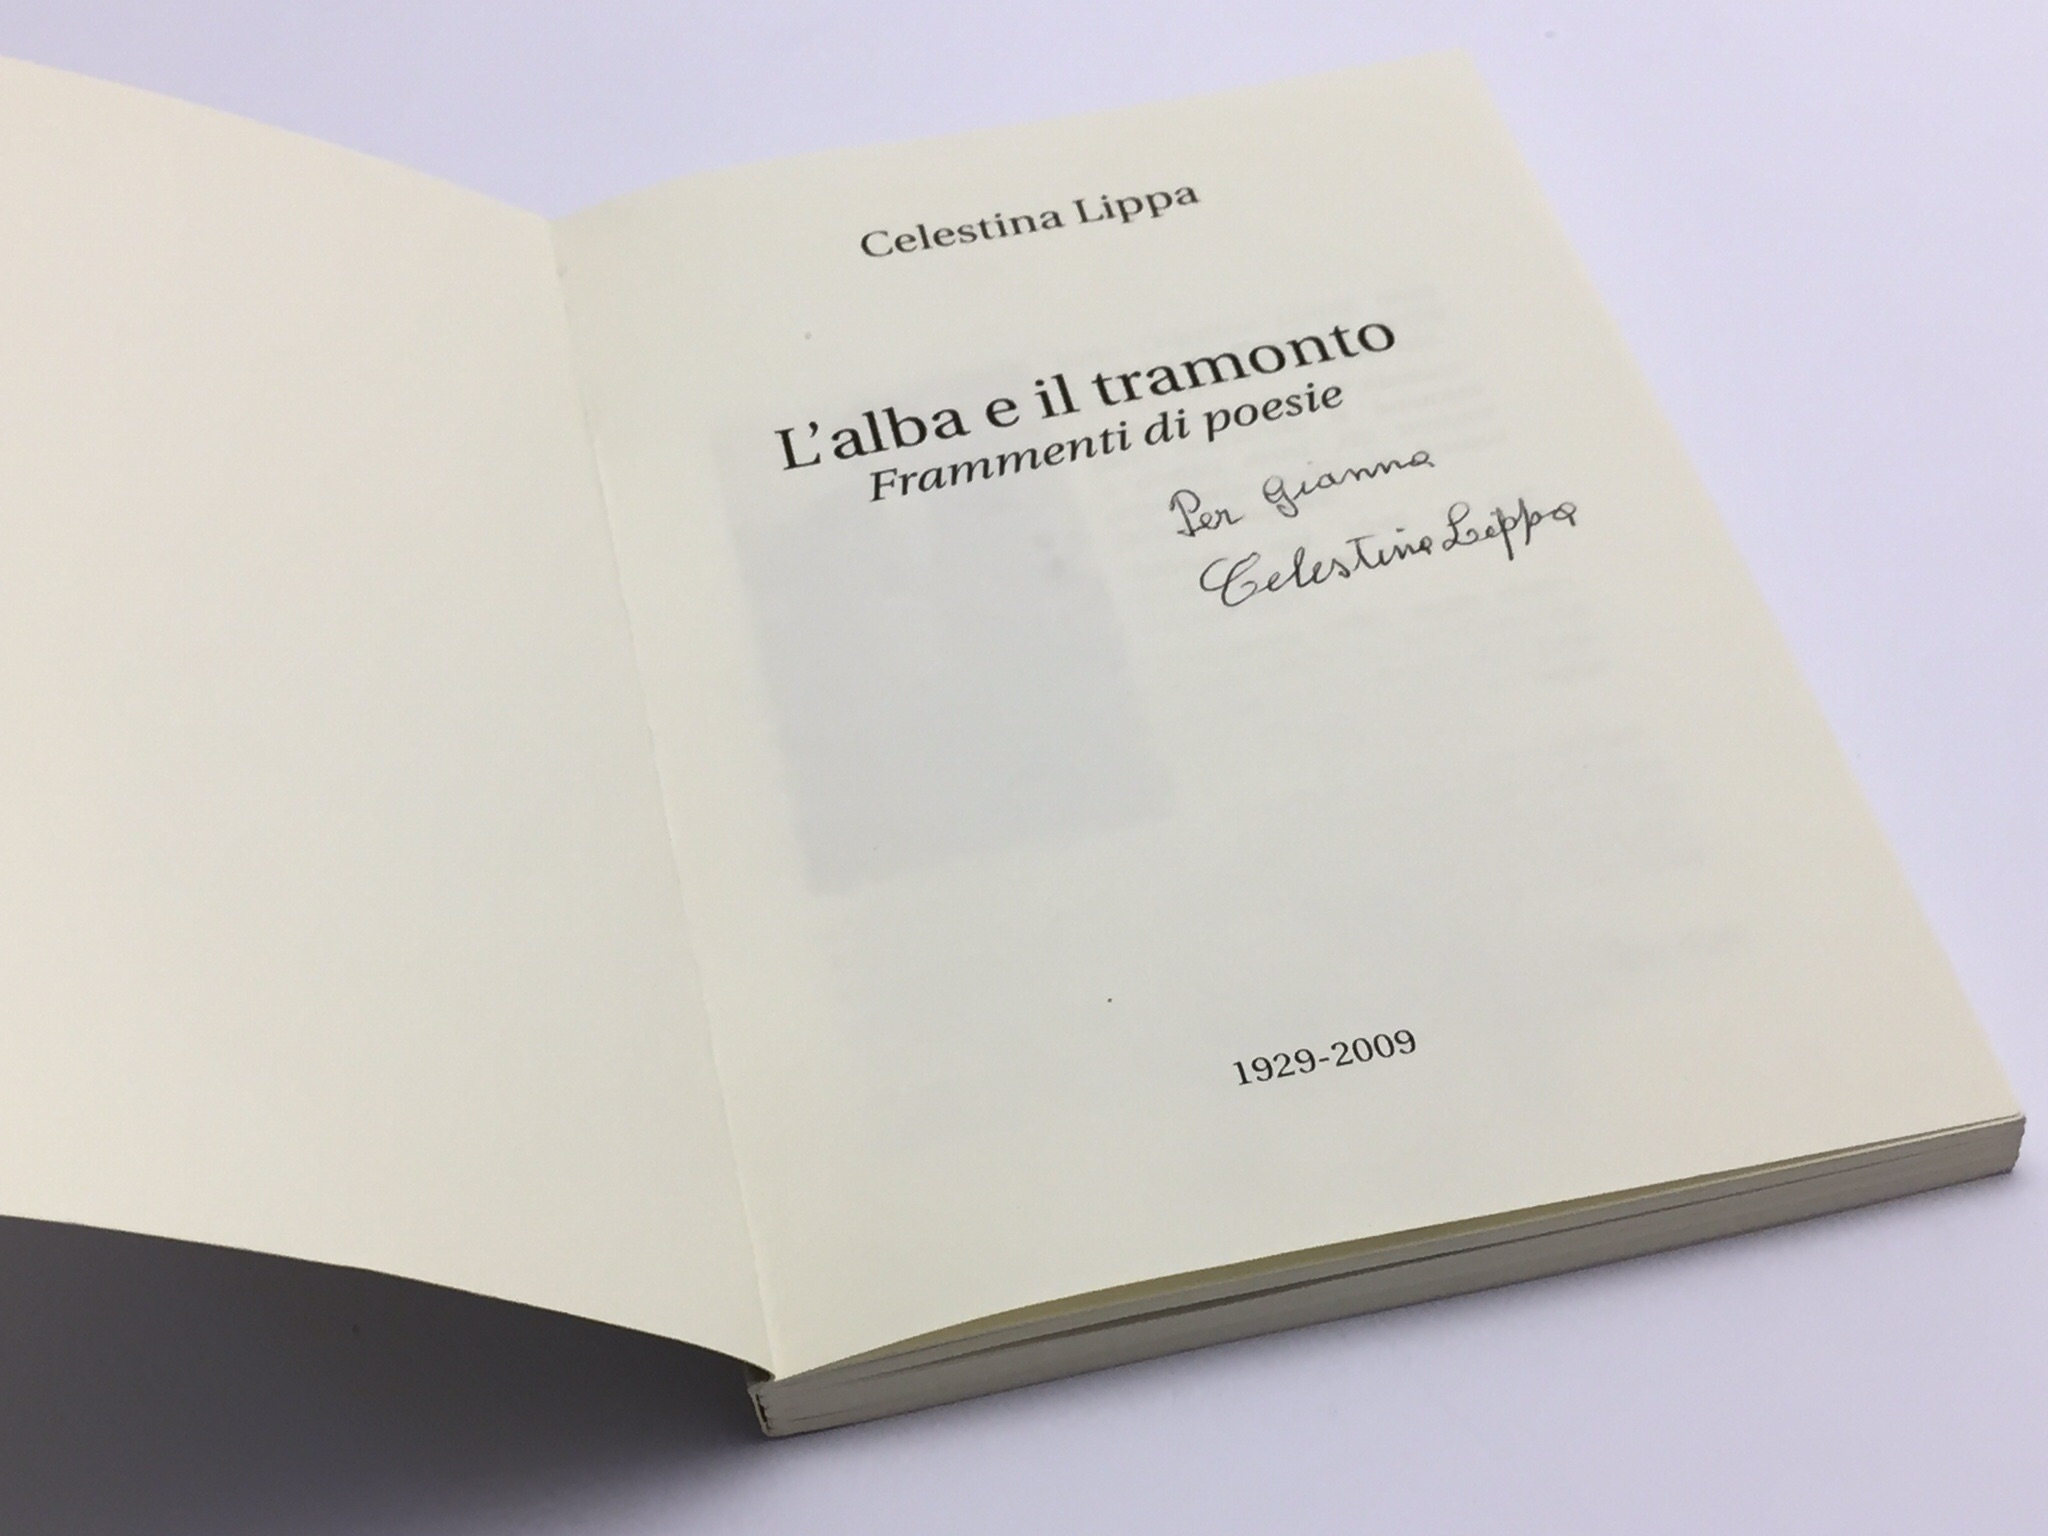 Celestina Lippa
L'alba e il tramonto
Frammenti di poesie
Per Gianna
Celestina Lippa
1929-2009